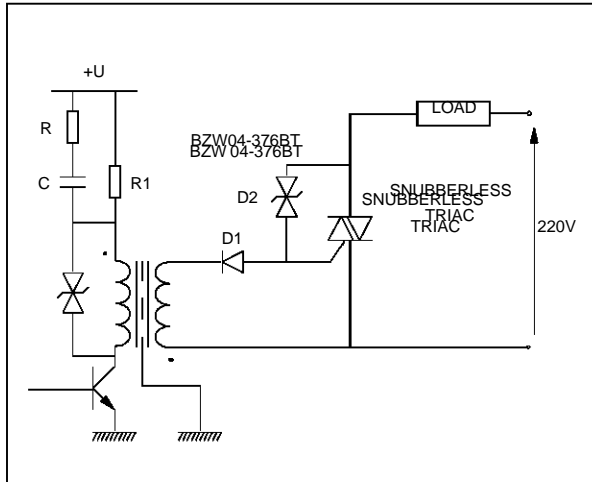 +U
R
C
R1
BZW04-376BT
BZW 04-376BT
D2
D1
LOAD
SNUBBERLESS
SNUBBERLESS
TRIAC
TRIAC
220V